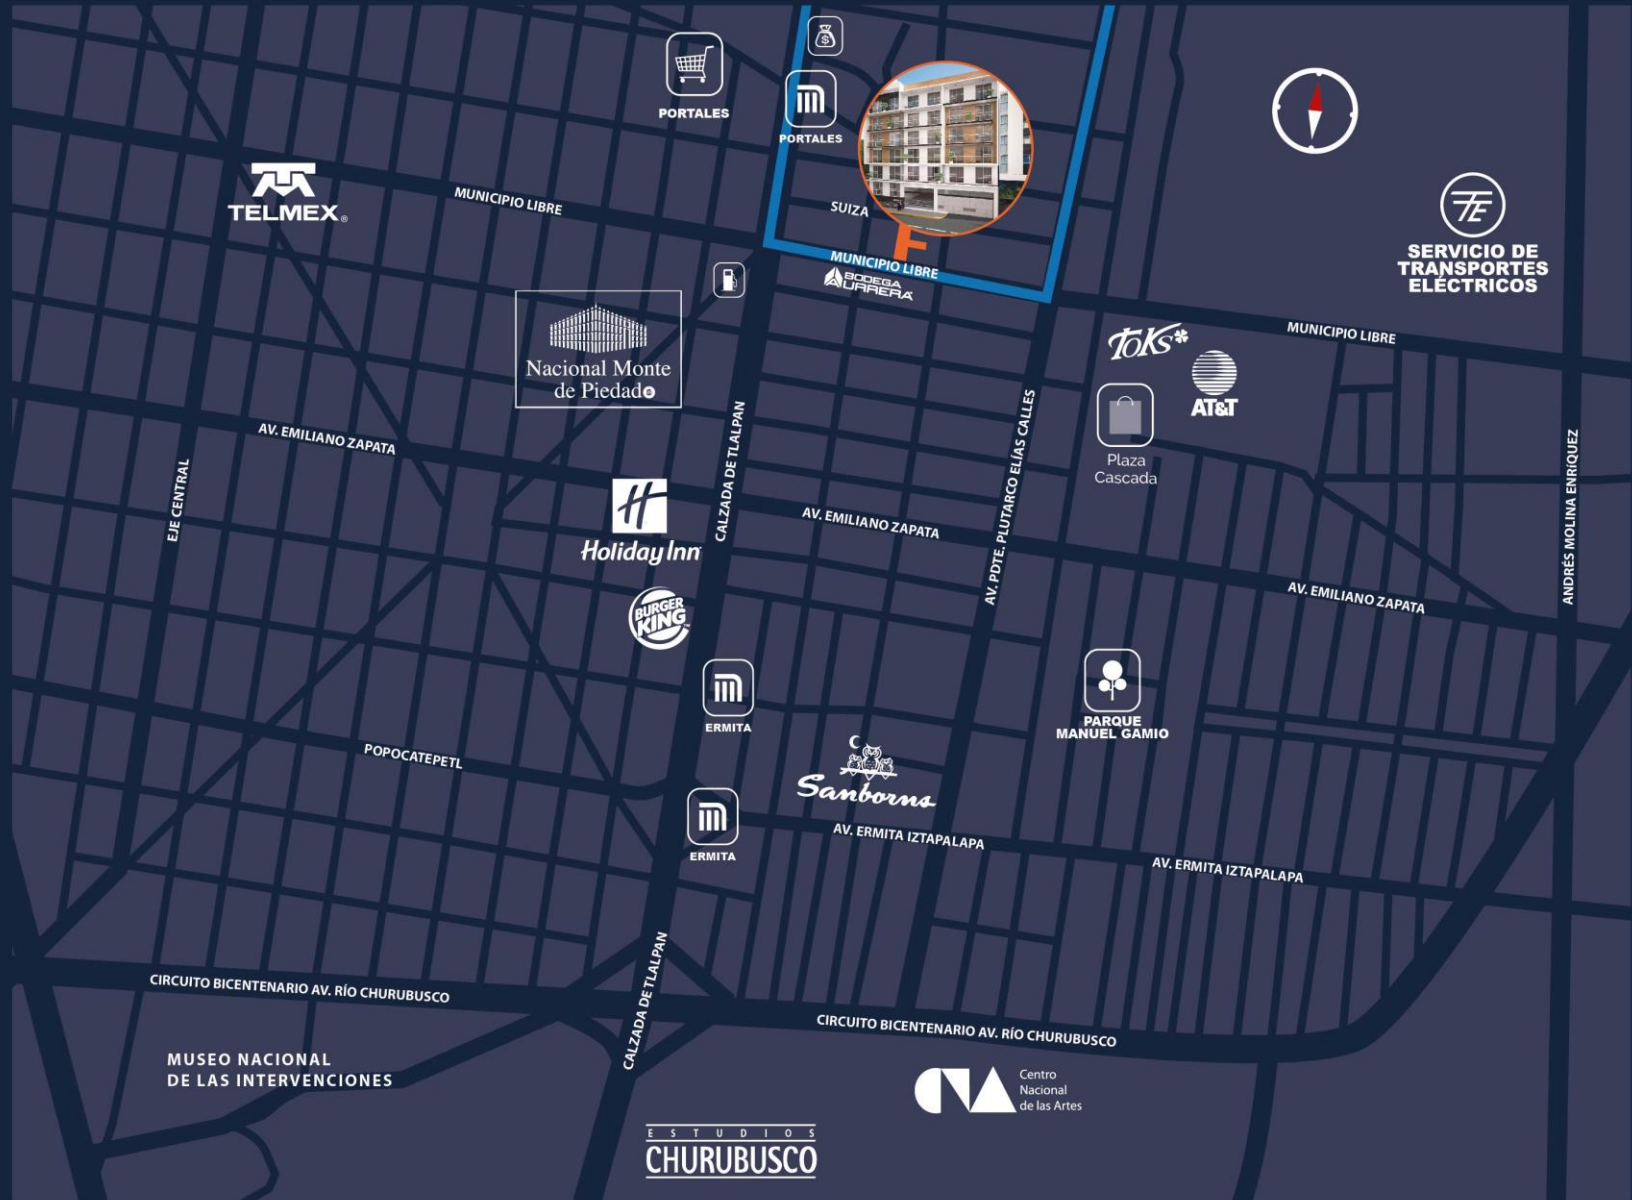 PORTALES
PORTALES
TELMEX®
MUNICIPIO LIBRE
SUIZA
MUNICIPIO LIBRE
BODEGA
URRERA
SERVICIO DE
TRANSPORTES
ELÉCTRICOS
MUNICIPIO LIBRE
Toks
AT&T
Nacional Monte
de Piedad
Plaza
Cascada
AV. EMILIANO ZAPATA
EJE CENTRAL
CALZADA DE TLALPAN
AV. PDTE. PLUTARCO ELÍAS CALLES
ANDRÉS MOLINA ENRÍQUEZ
H
Holiday Inn
AV. EMILIANO ZAPATA
AV. EMILIANO ZAPATA
BURGER
KING
ERMITA
PARQUE
MANUEL GAMIO
POPOCATEPETL
Sanborns
ERMITA
AV. ERMITA IZTAPALAPA
AV. ERMITA IZTAPALAPA
CALZADA DE TLALPAN
CIRCUITO BICENTENARIO AV. RÍO CHURUBUSCO
CIRCUITO BICENTENARIO AV. RÍO CHURUBUSCO
MUSEO NACIONAL
DE LAS INTERVENCIONES
CNA
Centro
Nacional
de las Artes
ESTUDIOS
CHURUBUSCO